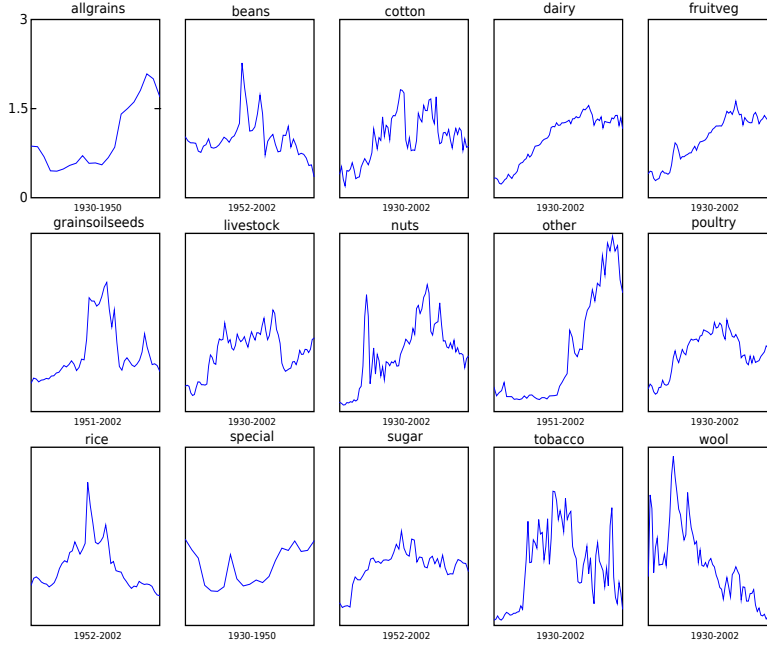 allgrains beans cotton dairy fruitveg
3
1.5
0
1930-1950 1952-2002 1930-2002 1930-2002 1930-2002
grainsoilseeds livestock nuts other poultry
1951-2002 1930-2002 1930-2002 1951-2002 1930-2002
rice special sugar tobacco wool
1952-2002 1930-1950 1952-2002 1930-2002 1930-2002